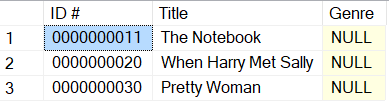 ID # Title Genre
1 0000000011 The Notebook NULL
2 0000000020 When Harry Met Sally NULL
3 0000000030 Pretty Woman NULL